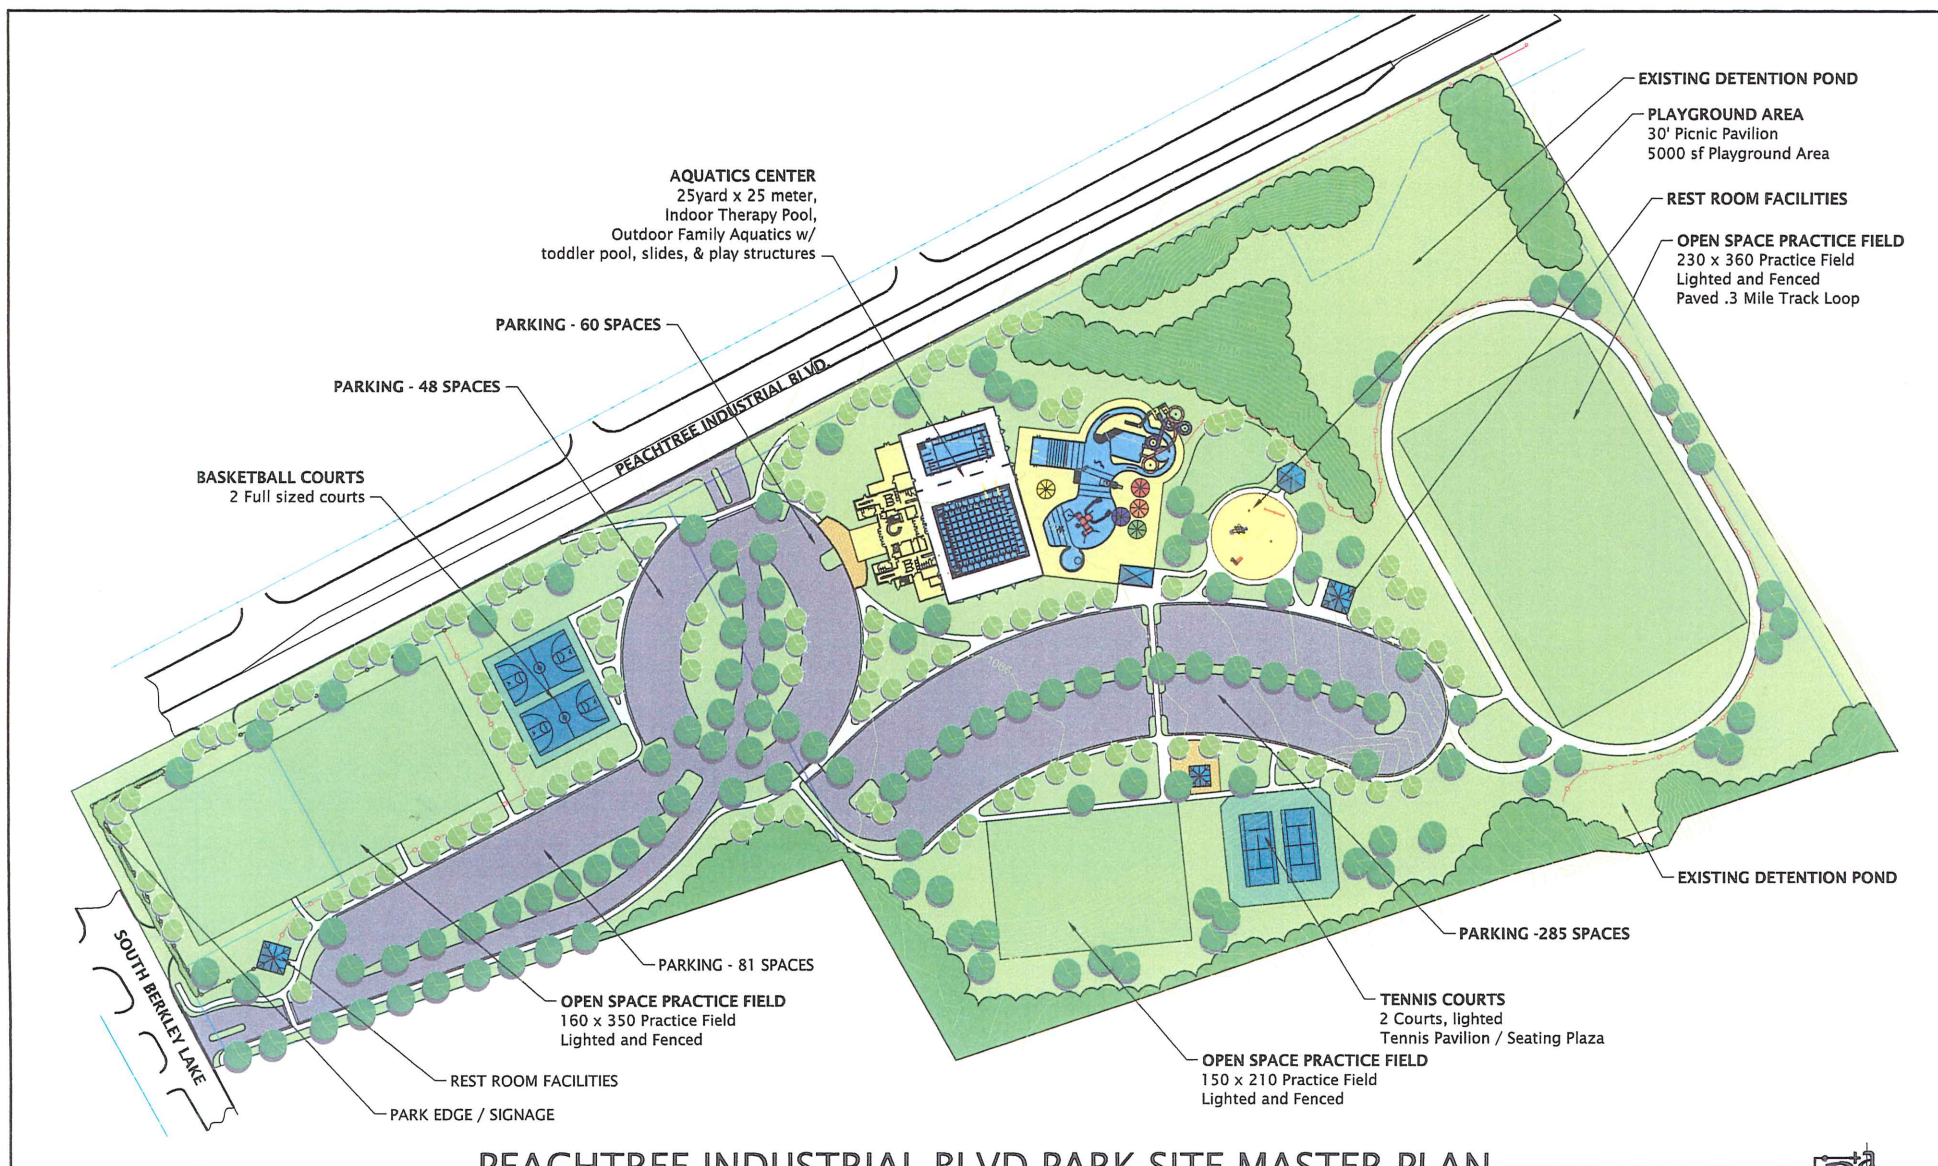 EXISTING DETENTION POND
PLAYGROUND AREA
30' Picnic Pavilion
5000 sf Playground Area
REST ROOM FACILITIES
OPEN SPACE PRACTICE FIELD
230 x 360 Practice Field
Lighted and Fenced
Paved .3 Mile Track Loop
AQUATICS CENTER
25yard x 25 meter,
Indoor Therapy Pool,
Outdoor Family Aquatics w/
toddler pool, slides, & play structures
PARKING - 60 SPACES
PARKING - 48 SPACES
PEACHTREE INDUSTRIAL BLVD.
BASKETBALL COURTS
2 Full sized courts
1086
EXISTING DETENTION POND
PARKING -285 SPACES
SOUTH BERKLEY LAKE
PARKING - 81 SPACES
OPEN SPACE PRACTICE FIELD
160 x 350 Practice Field
Lighted and Fenced
TENNIS COURTS
2 Courts, lighted
Tennis Pavilion / Seating Plaza
OPEN SPACE PRACTICE FIELD
150 x 210 Practice Field
Lighted and Fenced
REST ROOM FACILITIES
PARK EDGE / SIGNAGE
PEACHTREE INDUSTRIAL BLVD PARK SITE MASTER PLAN